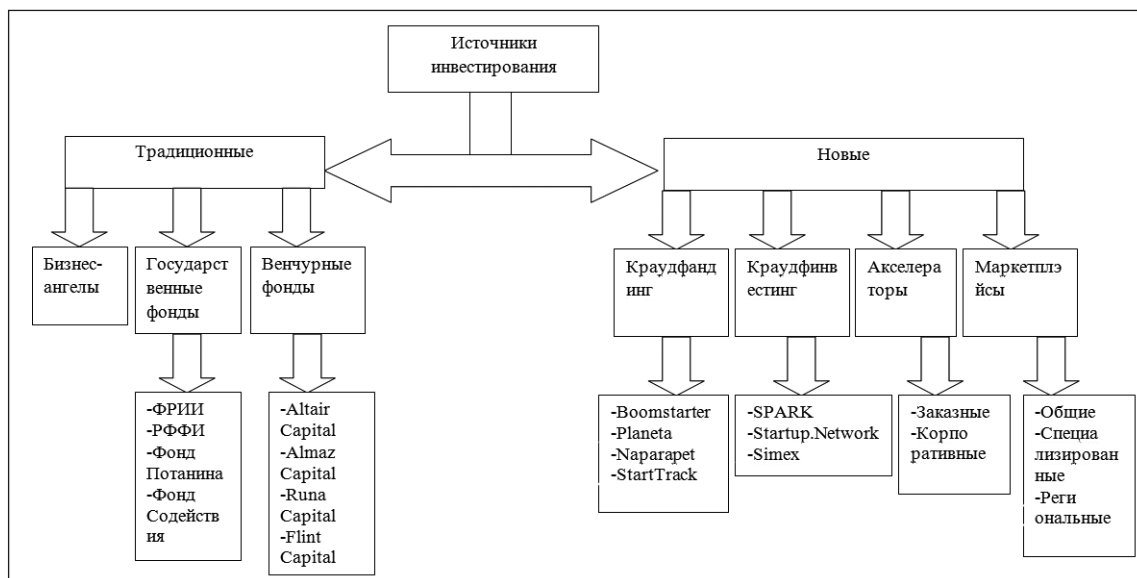 Источники
инвестирования
Традиционные
Новые
Бизнес-
ангелы
Государст
венные
фонды
Венчурные
фонды
Краудфанд
инг
Краудфинв
естинг
Акселера
торы
Маркетплэ
йсы
-ФРИИ
-РФФИ
-Фонд
Потанина
-Фонд
Содейств
ия
-Altair
Capital
-Almaz
Capital
-Runa
Capital
-Flint
Capital
-Boomstarter
-Planeta
-Naparapet
-StartTrack
-SPARK
-Startup.Network
-Simex
-Заказные
-Корпо
ративные
-Общие
-Специа
лизирован
ные
-Реги
ональные